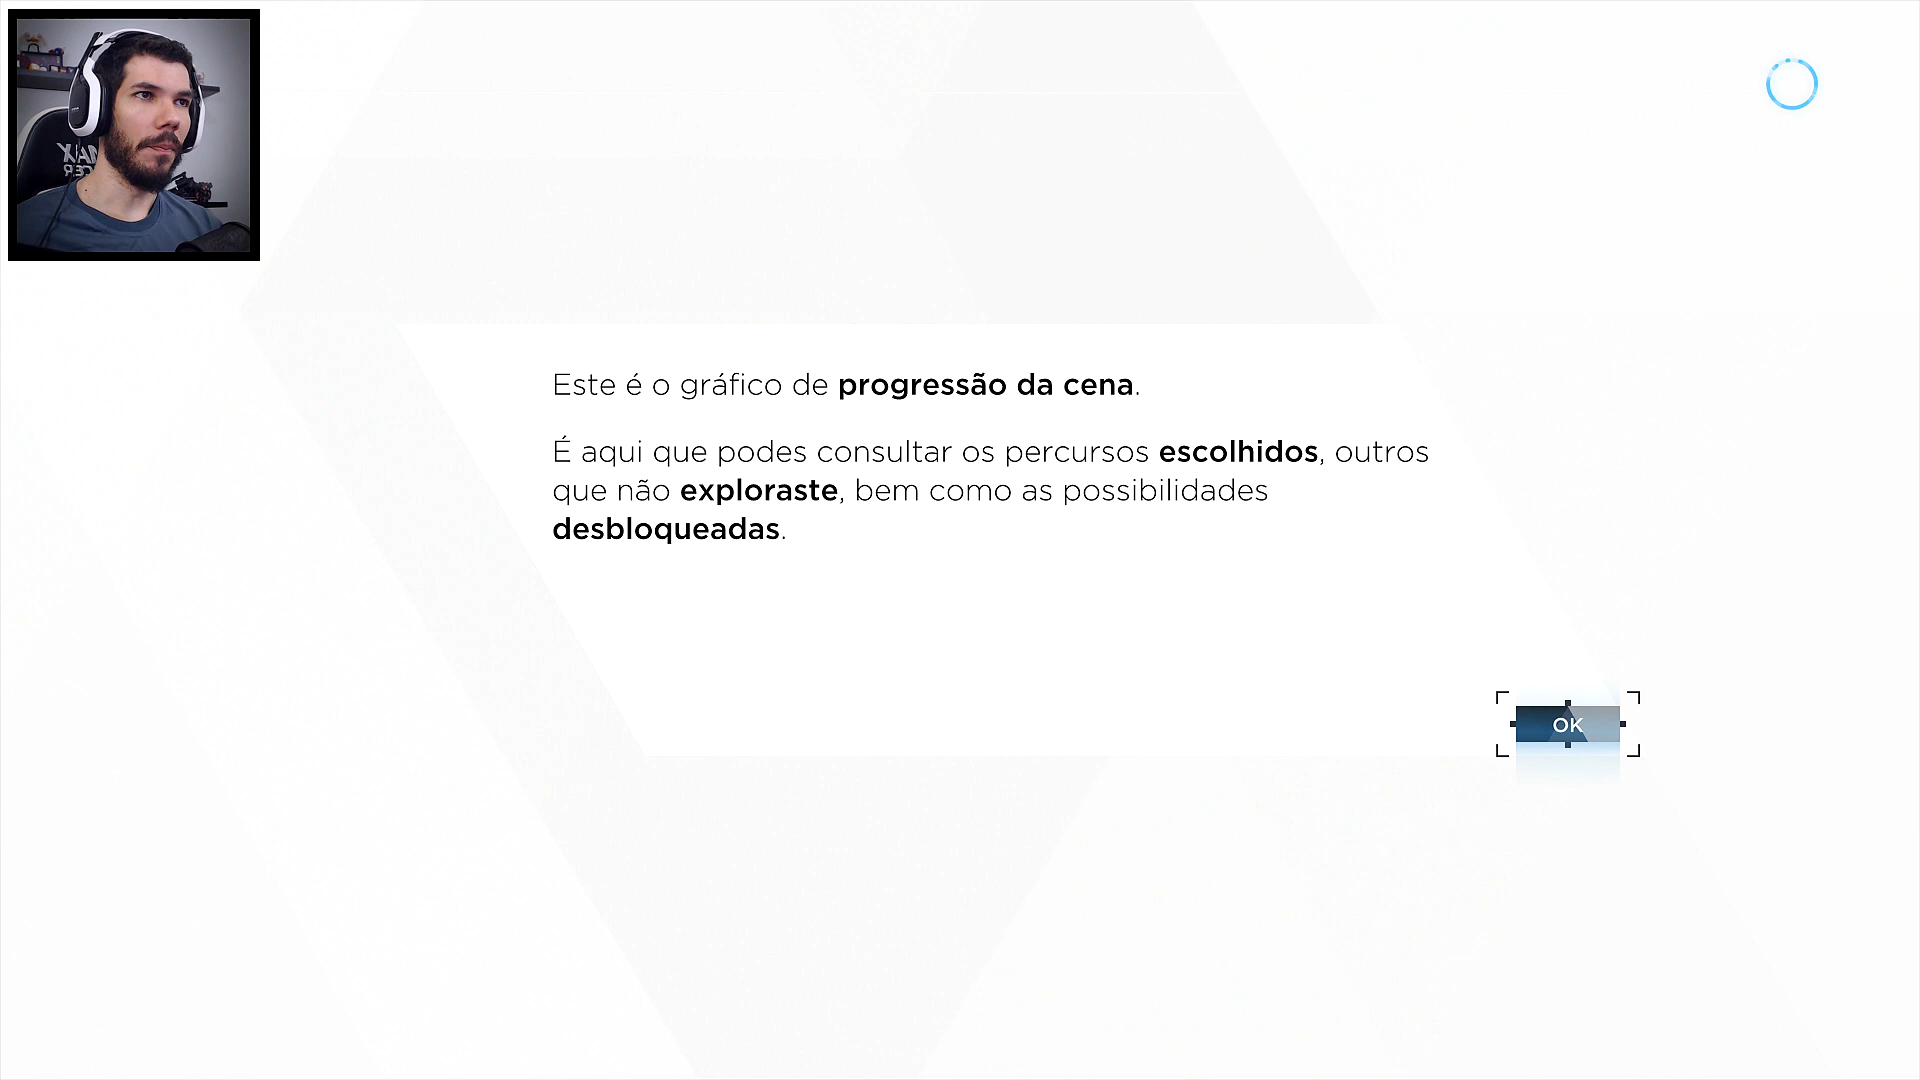 Este é o gráfico de progressão da cena.
É aqui que podes consultar os percursos escolhidos, outros
que não exploraste, bem como as possibilidades
desbloqueadas.
OK